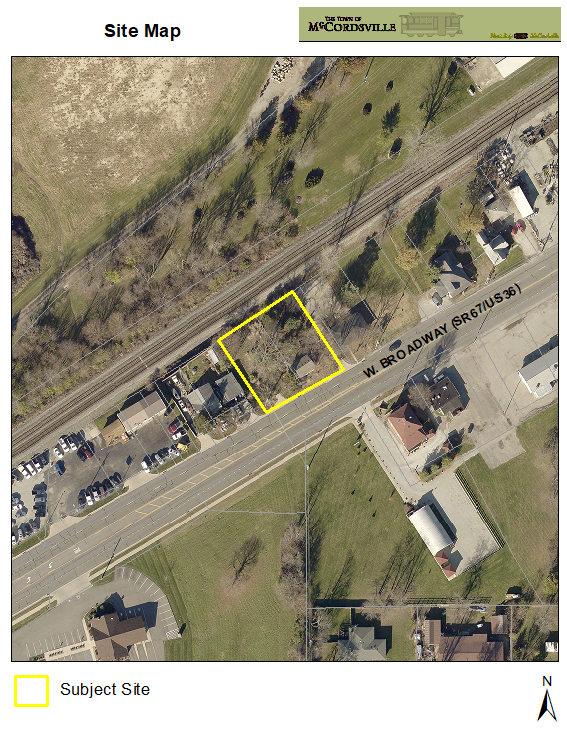 Site Map
THE TOWN OF
MCCORDSVILLE
W. BROADWAY (SR67/US36)
Subject Site
N